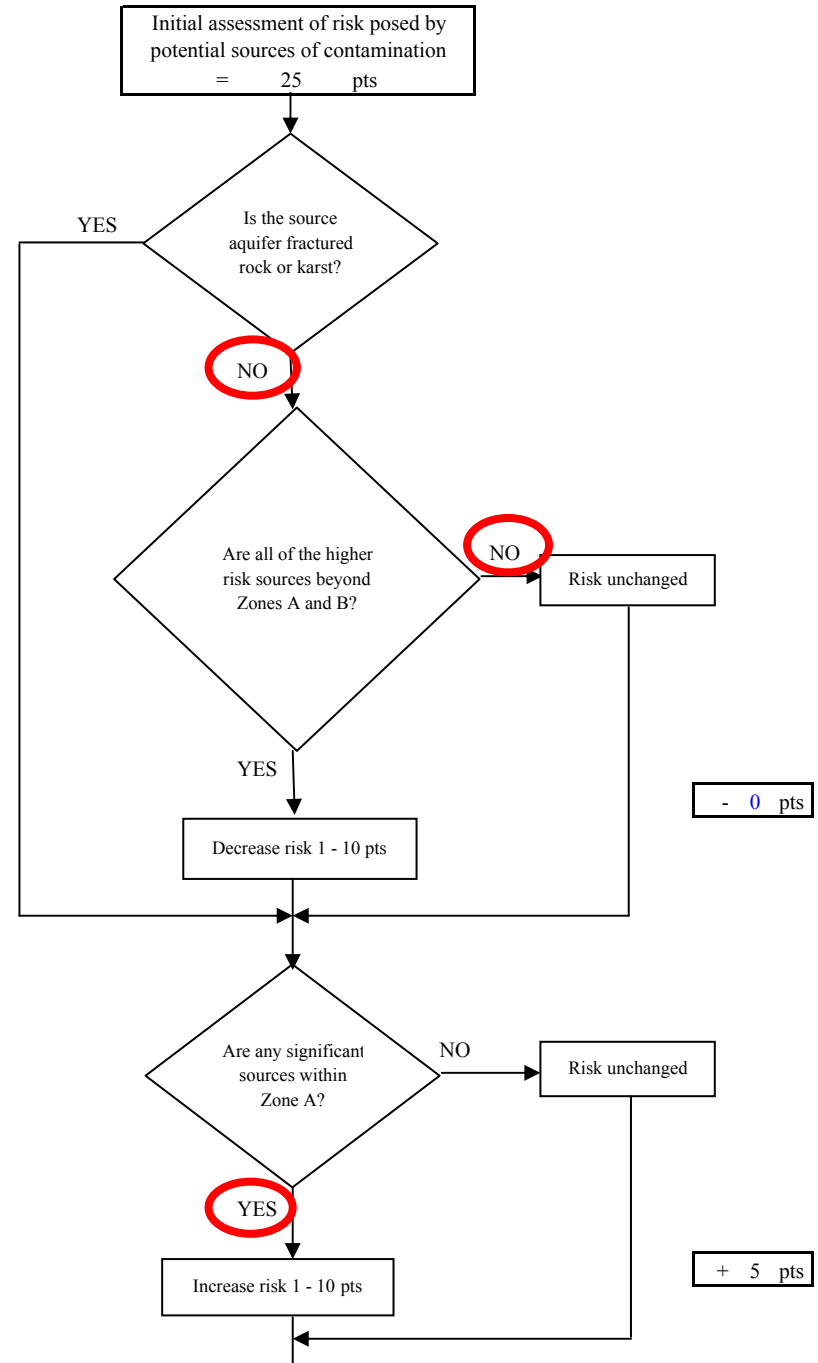 Initial assessment of risk posed by
potential sources of contamination
= 25 pts
YES
Is the source
aquifer fractured
rock or karst?
NO
Are all of the higher
risk sources beyond
Zones A and B?
NO
Risk unchanged
YES
- 0 pts
Decrease risk 1 - 10 pts
Are any significant
sources within
Zone A?
NO
Risk unchanged
YES
Increase risk 1 - 10 pts
+ 5 pts